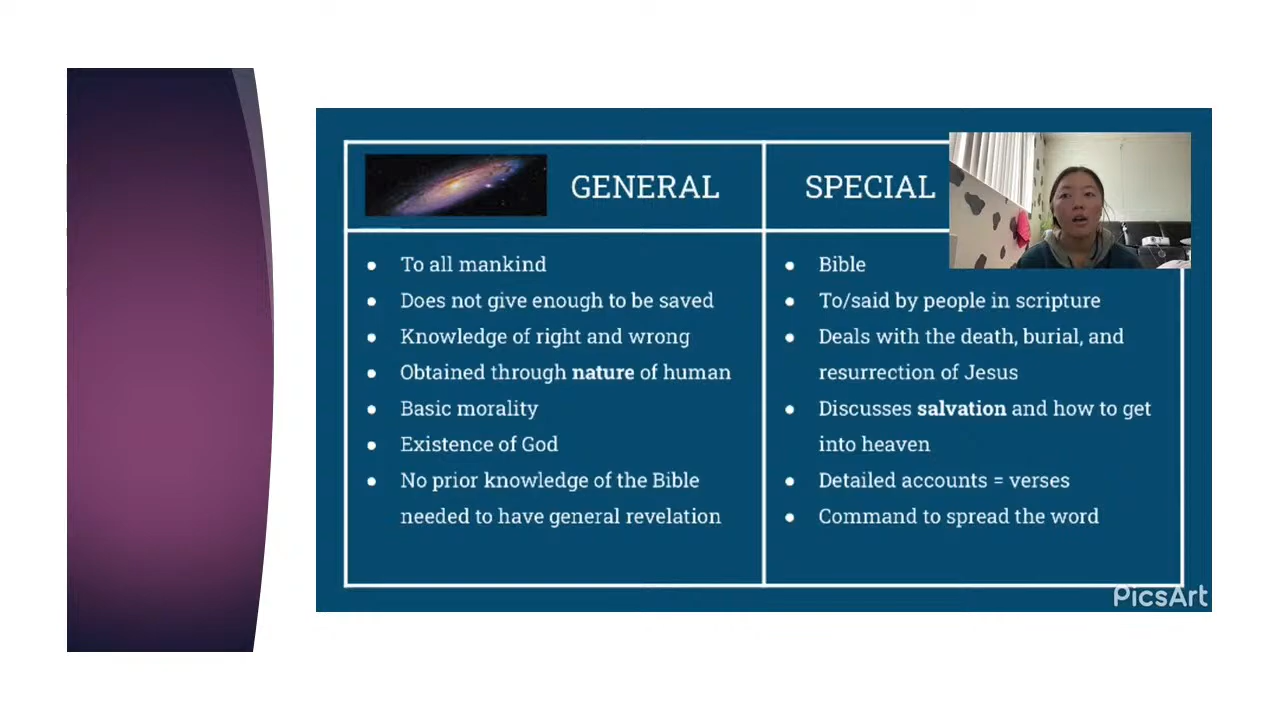 GENERAL
SPECIAL
● To all mankind
● Does not give enough to be saved
● Knowledge of right and wrong
● Obtained through nature of human
● Basic morality
● Existence of God
● No prior knowledge of the Bible
needed to have general revelation
● Bible
● To/said by people in scripture
● Deals with the death, burial, and
resurrection of Jesus
● Discusses salvation and how to get
into heaven
● Detailed accounts = verses
● Command to spread the word
PicsArt